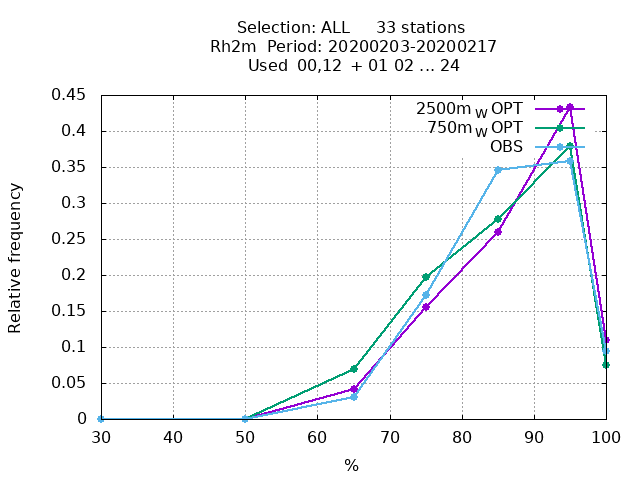 Selection: ALL     33 stations
Rh2m  Period: 20200203-20200217
Used  00,12  + 01 02 ... 24
0.45
0.4
0.35
0.3
0.25
0.2
0.15
0.1
0.05
0
Relative frequency
2500m W OPT
750m W OPT
OBS
30 40 50 60 70 80 90 100
%